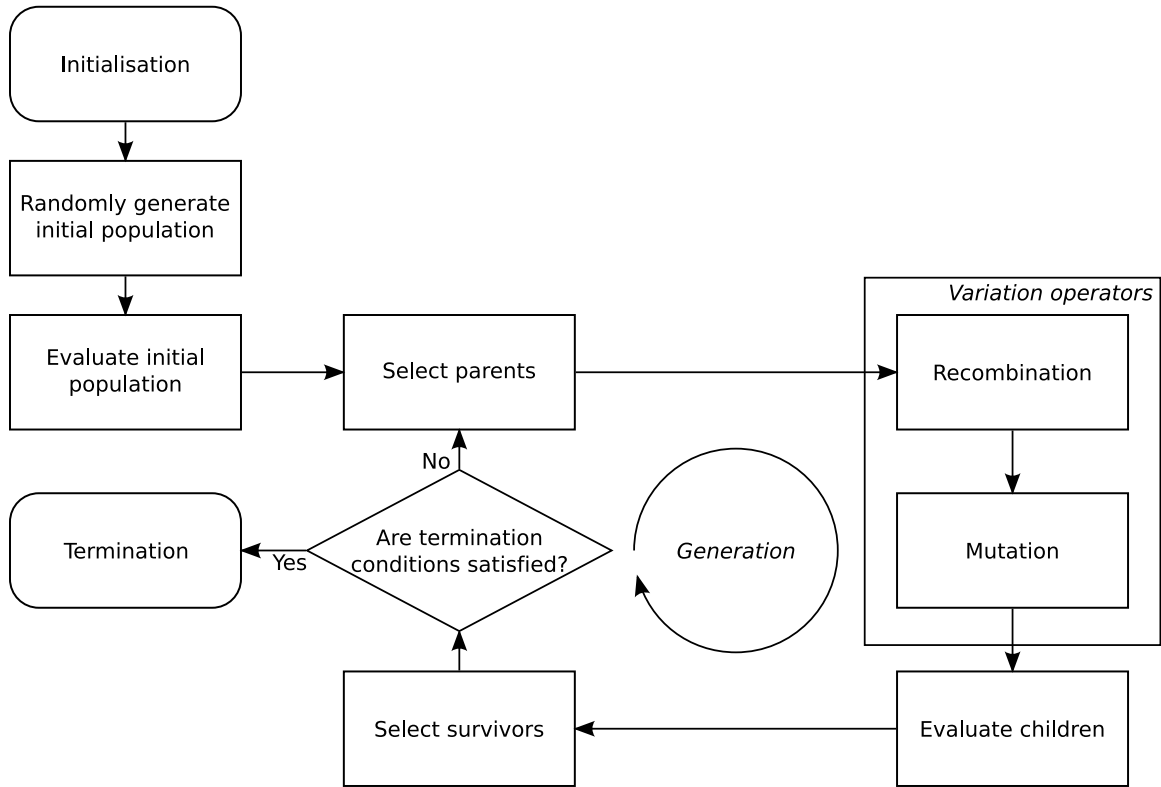 Initialisation
Randomly generate
initial population
Evaluate initial
population
Select parents
Variation operators
Recombination
No
Termination
Yes
Are termination
conditions satisfied?
Generation
Mutation
Select survivors
Evaluate children